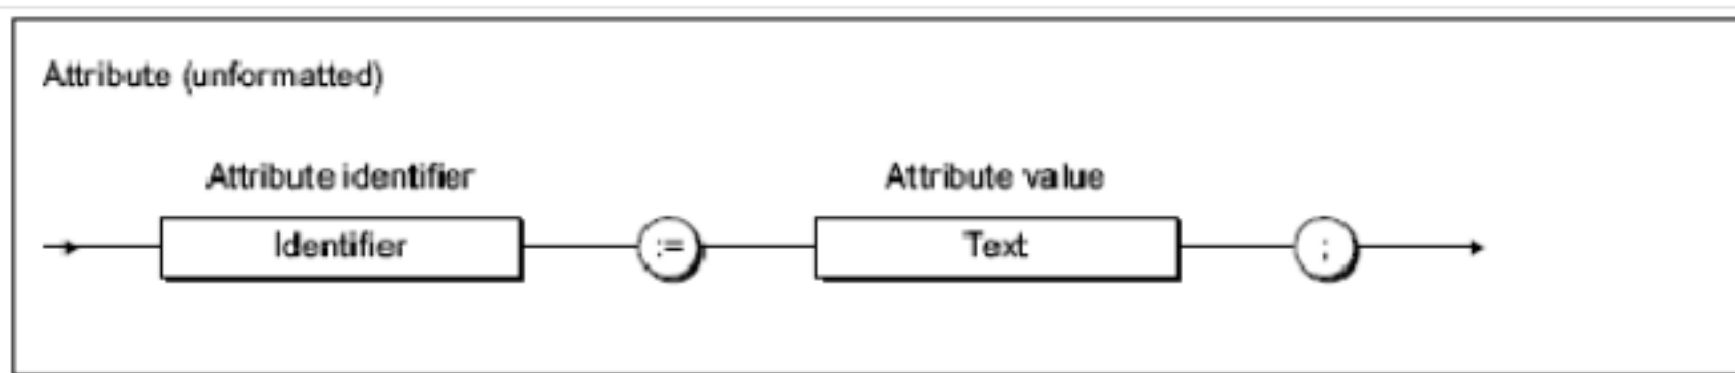 Attribute (unformatted)
Attribute identifier Attribute value
Identifier := Text ;